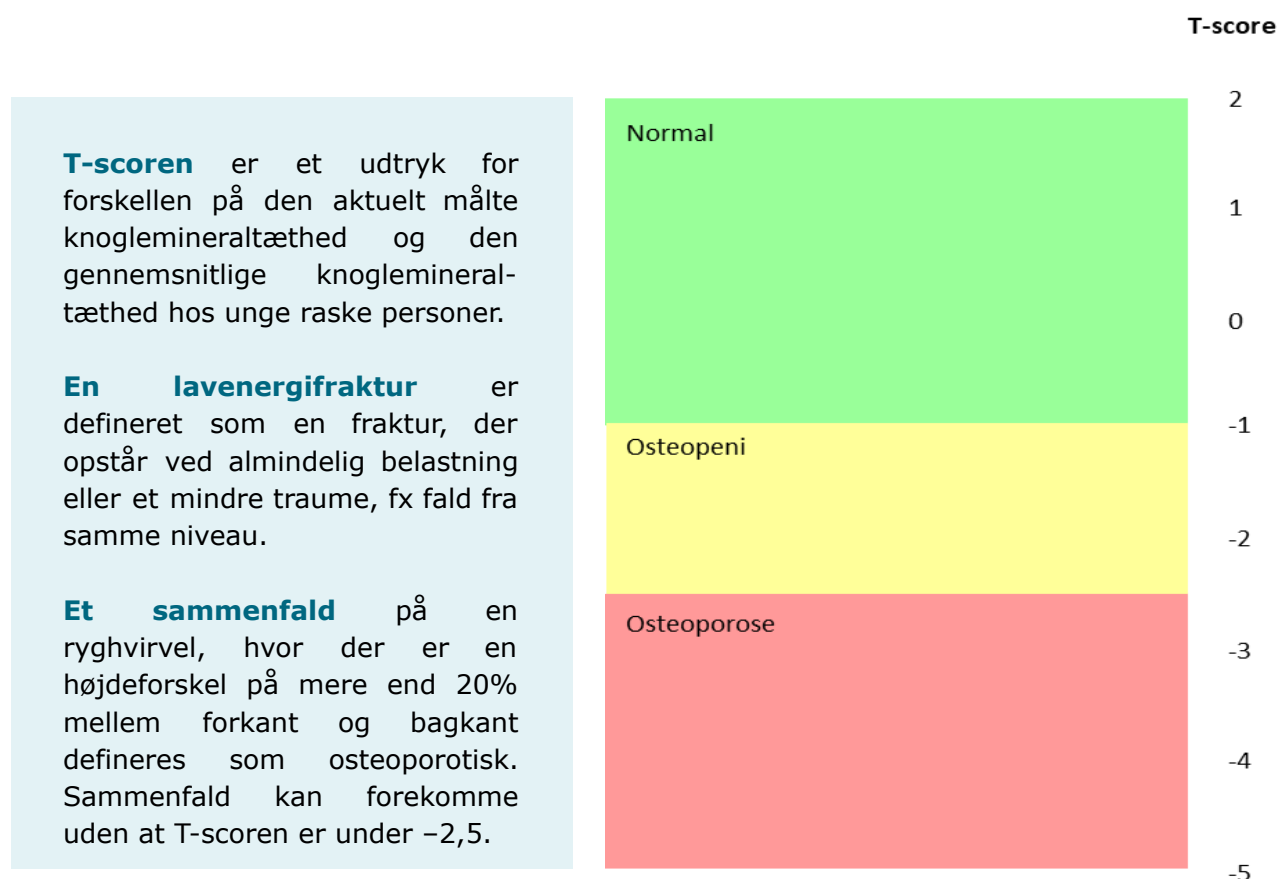 T-score
T-scoren er et udtryk for
forskellen på den aktuelt målte
knoglemineraltæthed og den
gennemsnitlige knoglemineral-
tæthed hos unge raske personer.
En lavenergifraktur er
defineret som en fraktur, der
opstår ved almindelig belastning
eller et mindre traume, fx fald fra
samme niveau.
Et sammenfald på en
ryghvirvel, hvor der er en
højdeforskel på mere end 20%
mellem forkant og bagkant
defineres som osteoporotisk.
Sammenfald kan forekomme
uden at T-scoren er under –2,5.
Normal
Osteopeni
Osteoporose
2
1
0
-1
-2
-3
-4
-5